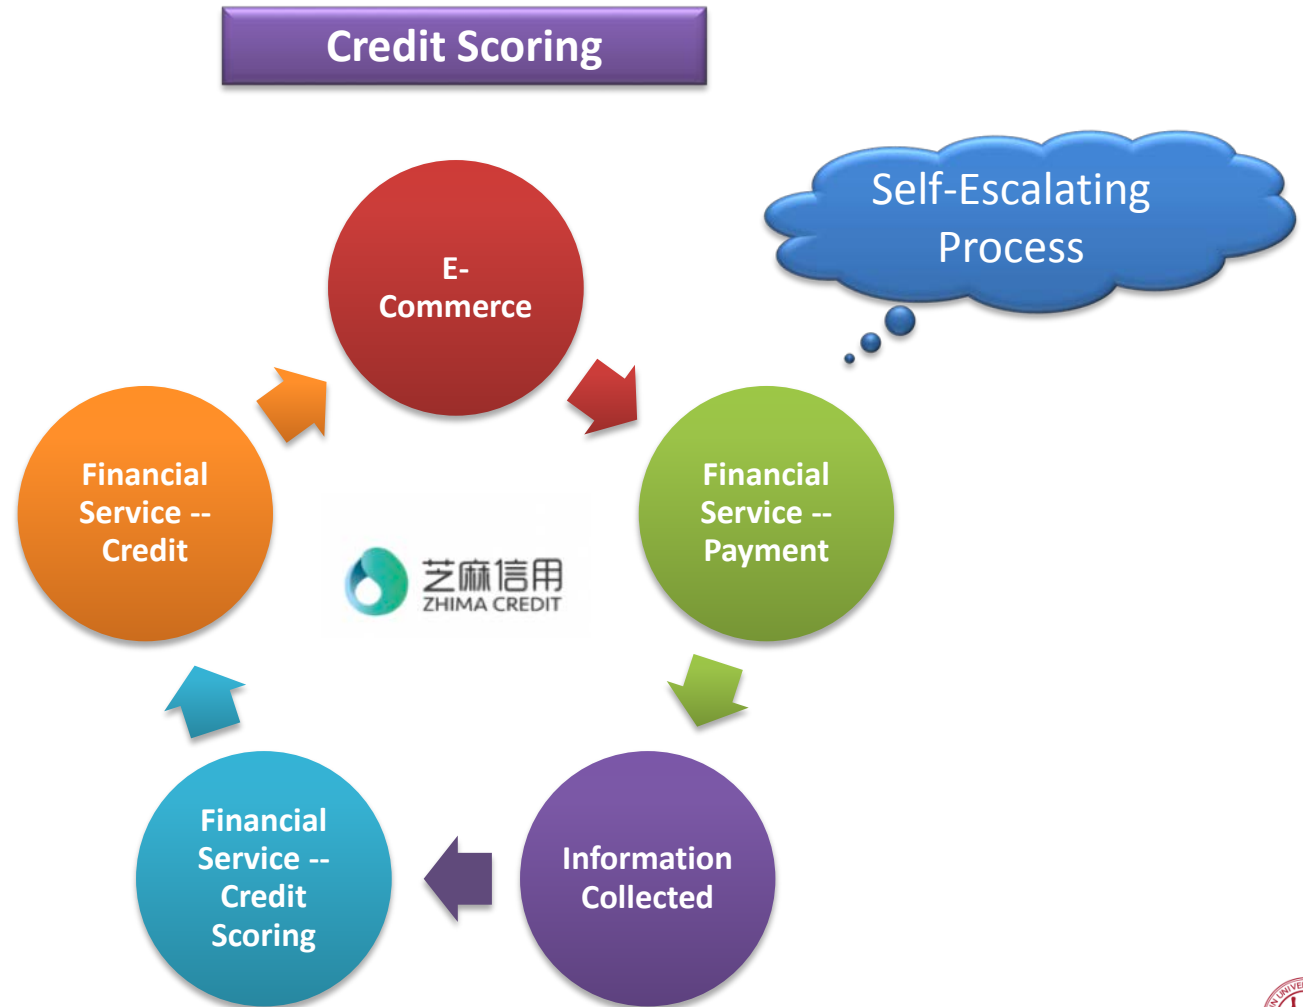 Credit Scoring
Self-Escalating
Process
E-
Commerce
Financial
Service --
Payment
Information
Collected
Financial
Service --
Credit
Scoring
Financial
Service --
Credit
芝麻信用
ZHIMA CREDIT